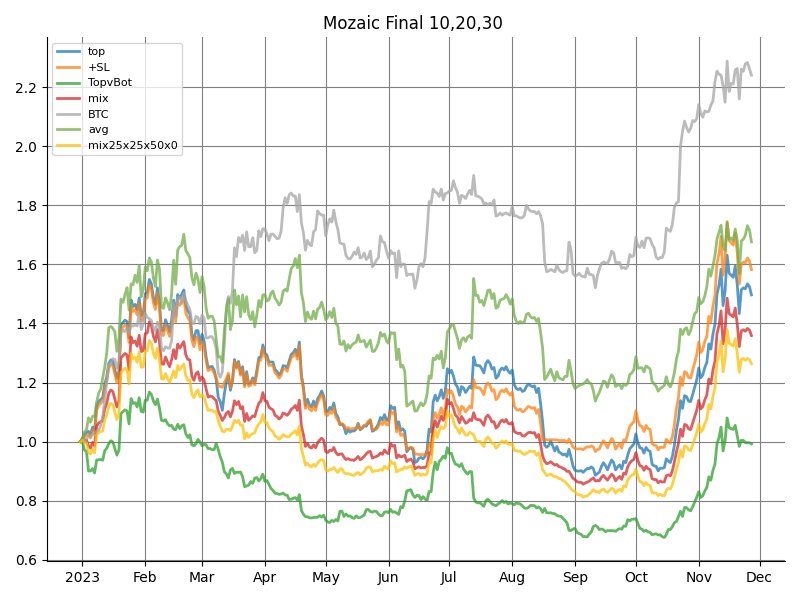 Mozaic Final 10,20,30
top
+SL
TopvBot
mix
BTC
avg
mix25x25x50x0
2.2
2.0
1.8
1.6
1.4
1.2
1.0
0.8
0.6
2023 Feb Mar Apr May Jun Jul Aug Sep Oct Nov Dec